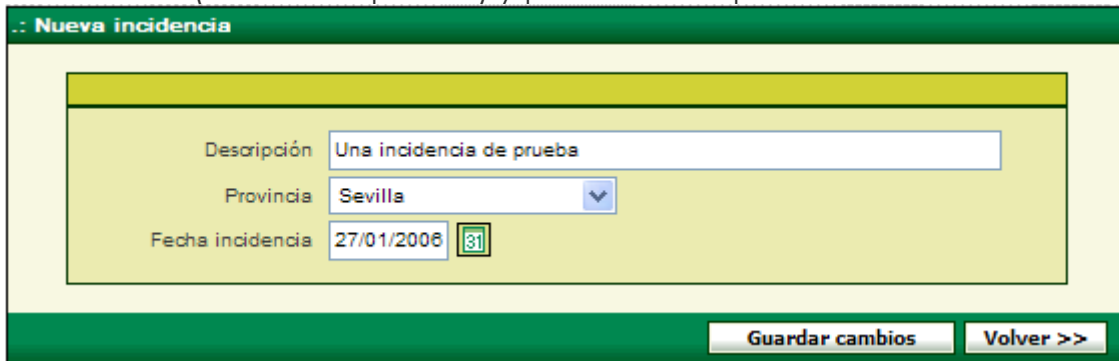 .: Nueva incidencia
Descripción Una incidencia de prueba
Provincia Sevilla
Fecha incidencia 27/01/2006 31
Guardar cambios Volver >>